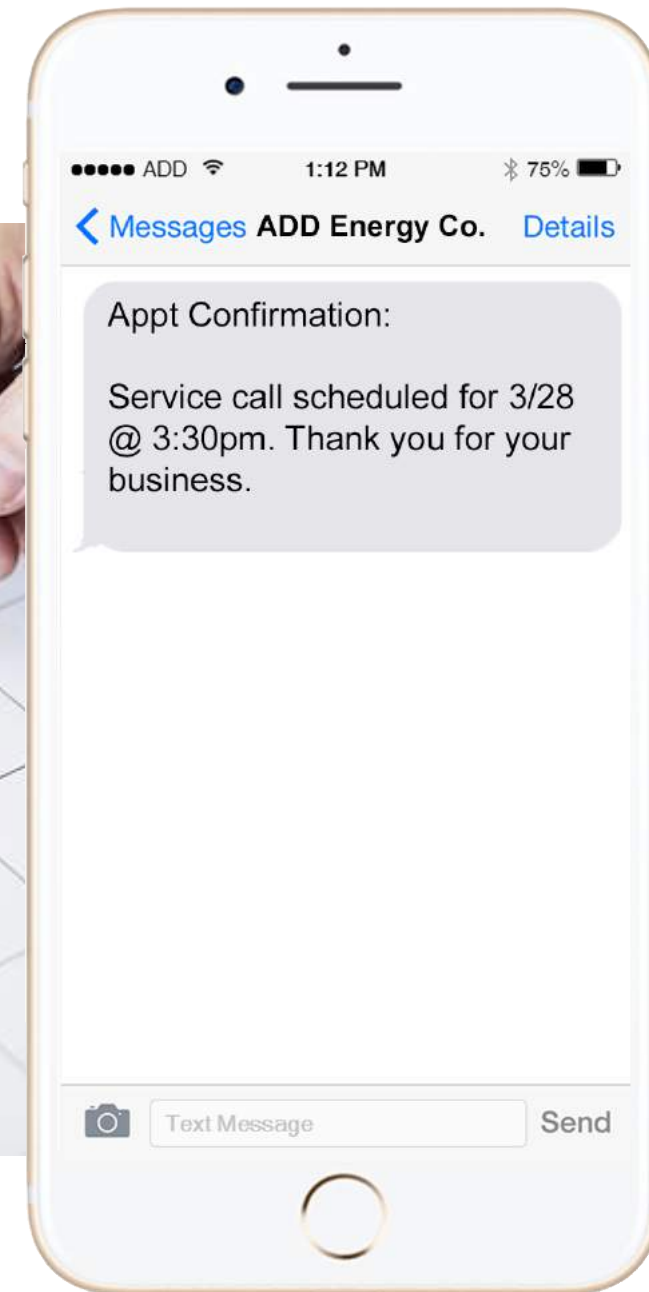 ADD 1:12 PM 75%
Messages ADD Energy Co. Details
Appt Confirmation:
Service call scheduled for 3/28
@ 3:30pm. Thank you for your
business.
Text Message Send